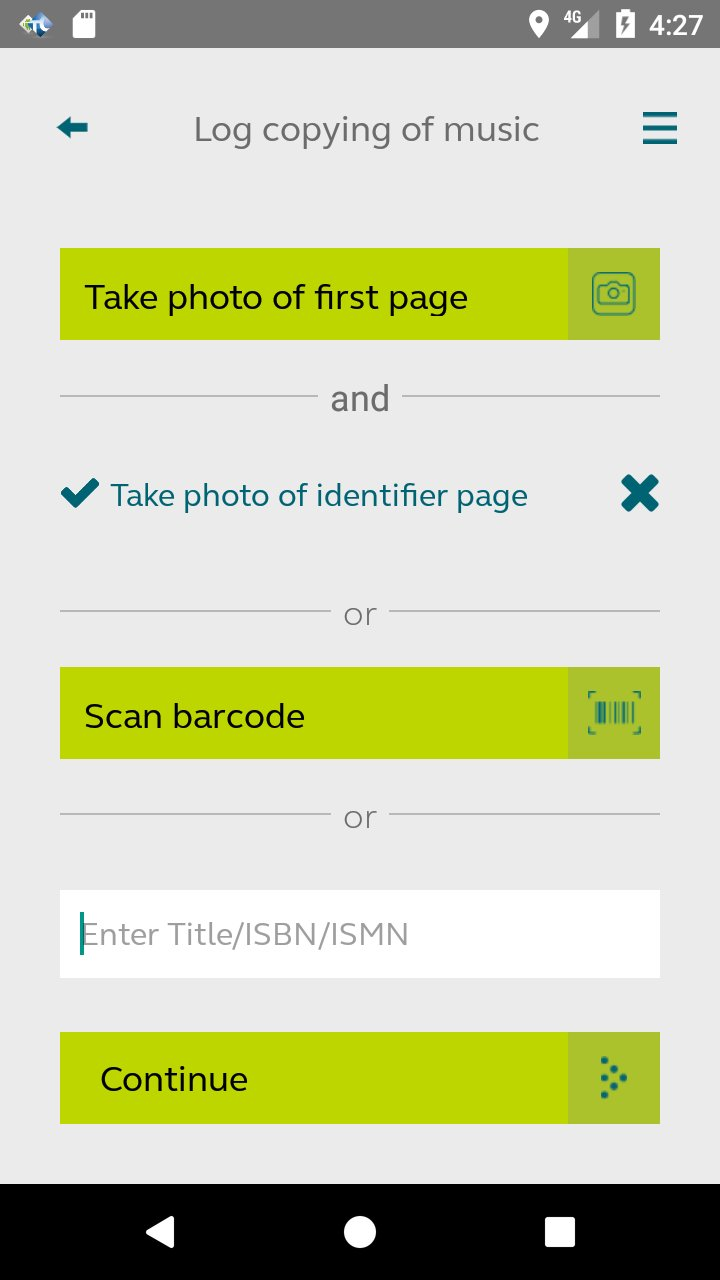 4G 4:27
Log copying of music
Take photo of first page
and
Take photo of identifier page
or
Scan barcode
or
Enter Title/ISBN/ISMN
Continue